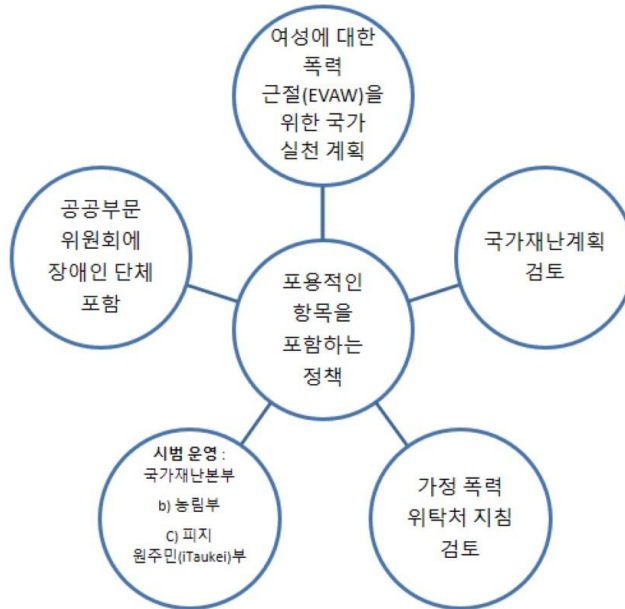 여성에 대한
폭력
근절(EVAW)을
위한 국가
실천 계획
공공부문
위원회에
장애인 단체
포함
국가재난계획
검토
포용적인
항목을
포함하는
정책
시범 운영 :
국가재난본부
b) 농림부
C) 피지
원주민(iTaukei)부
가정 폭력
위탁처 지침
검토